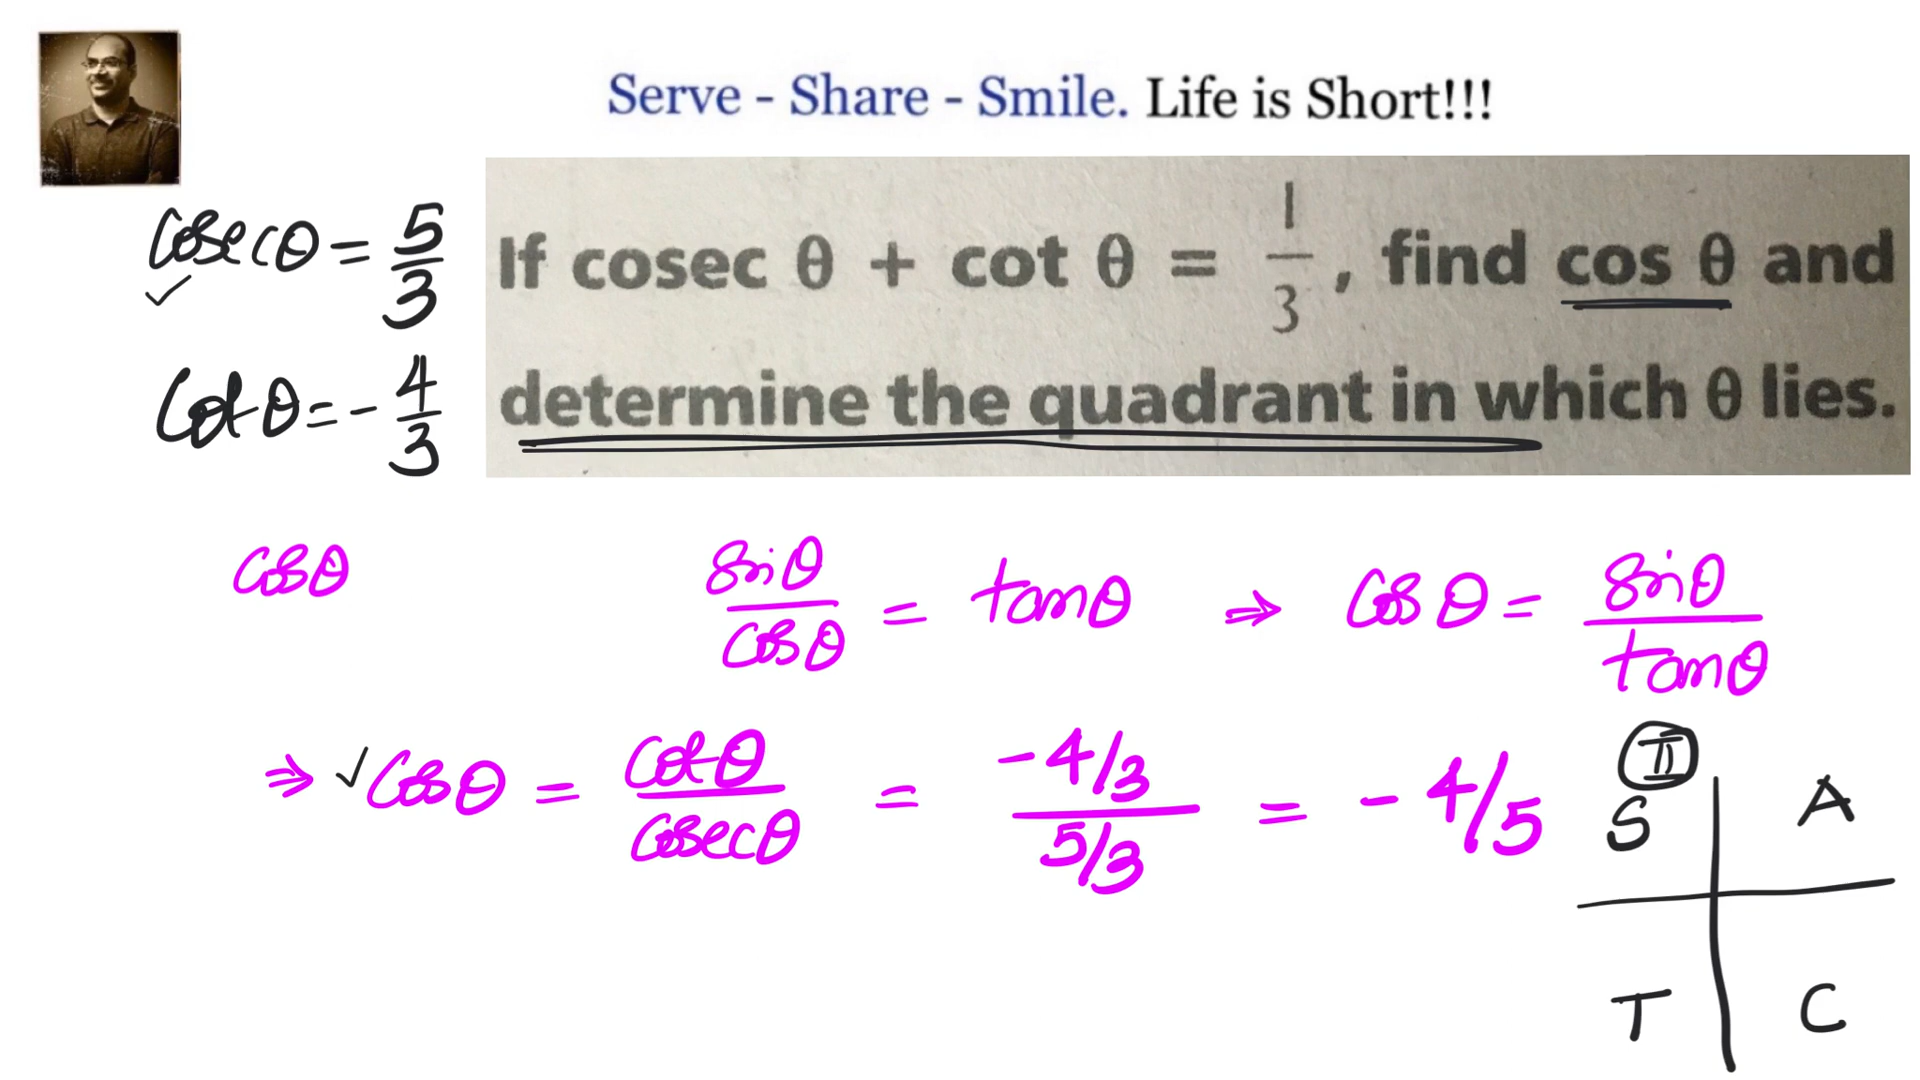 Serve - Share - Smile. Life is Short!!!
cosecθ = 5/3
If cosec θ + cot θ = 1/3, find cos θ and
cotθ = - 4/3
determine the quadrant in which θ lies.
cosθ
sinθ/cosθ = tanθ ⇒ cosθ = sinθ/tanθ
⇒ ✓cosθ = cotθ/cosecθ = (-4/3)/(5/3) = - 4/5
II
S A
T C